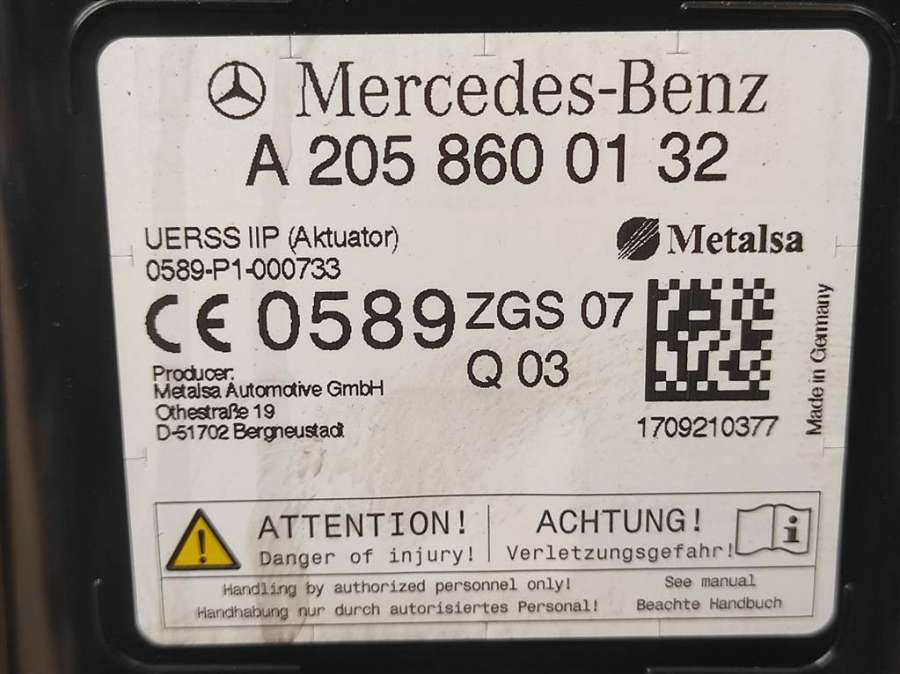 Mercedes-Benz
A 205 860 01 32
UERSS IIP (Aktuator)
0589-P1-000733
Metalsa
CE 0589 ZGS 07
Q 03
Producer:
Metalsa Automotive GmbH
Othestraße 19
D-51702 Bergneustadt
1709210377
Made in Germany
ATTENTION!
Danger of injury!
ACHTUNG!
Verletzungsgefahr!
Handling by authorized personnel only!
Handhabung nur durch autorisiertes Personal!
See manual
Beachte Handbuch